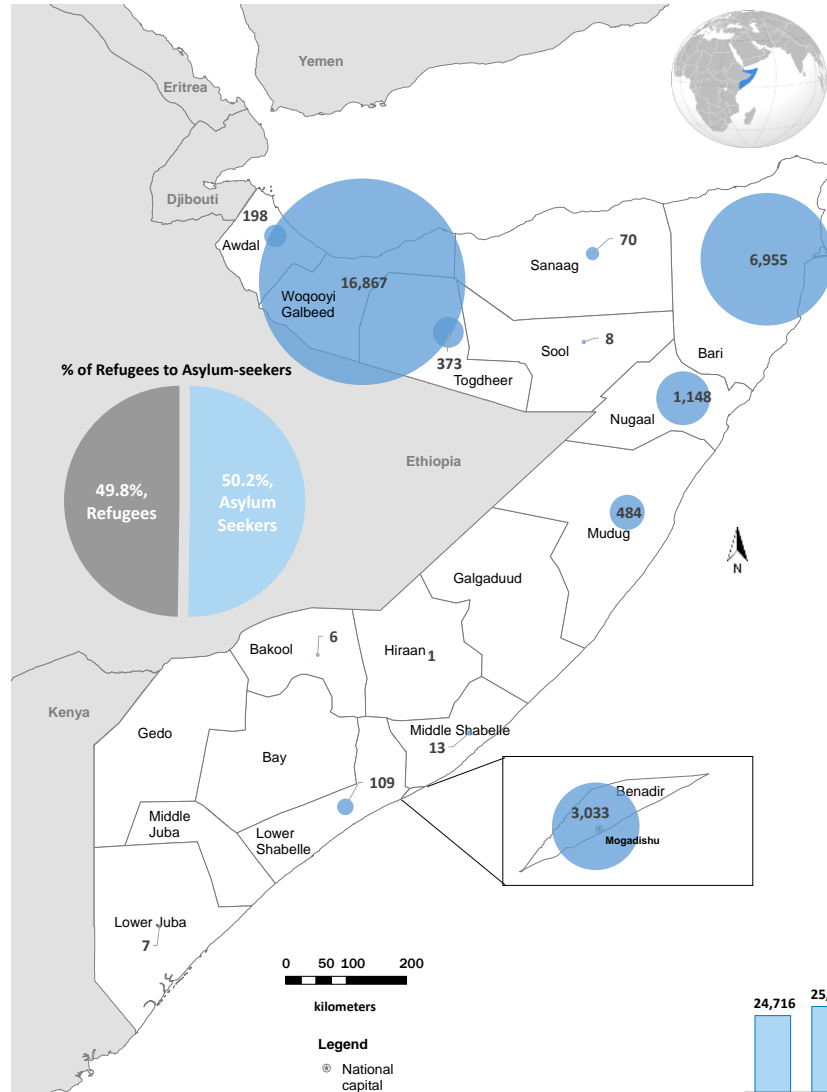 Yemen
Eritrea
Djibouti
198
Awdal
16,867
Woqooyi
Galbeed
70
Sanaag
6,955
8
Sool
373
Togdheer
Bari
% of Refugees to Asylum-seekers
1,148
Nugaal
49.8%,
Refugees
50.2%,
Asylum
Seekers
Ethiopia
484
Mudug
N
Galgaduud
6
Bakool
Hiraan
1
Kenya
Gedo
Bay
Middle Shabelle
13
109
Benadir
3,033
Mogadishu
Middle
Juba
Lower
Shabelle
Lower Juba
7
0 50 100 200
kilometers
24,716
25,
Legend
National
capital